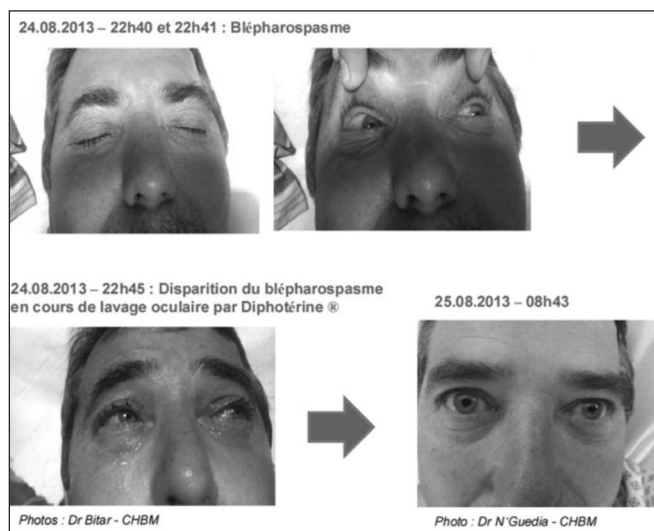 24.08.2013 – 22h40 et 22h41 : Blépharospasme
24.08.2013 – 22h45 : Disparition du blépharospasme
en cours de lavage oculaire par Diphotérine ®
25.08.2013 – 08h43
Photos : Dr Bitar - CHBM
Photo : Dr N'Guedia - CHBM